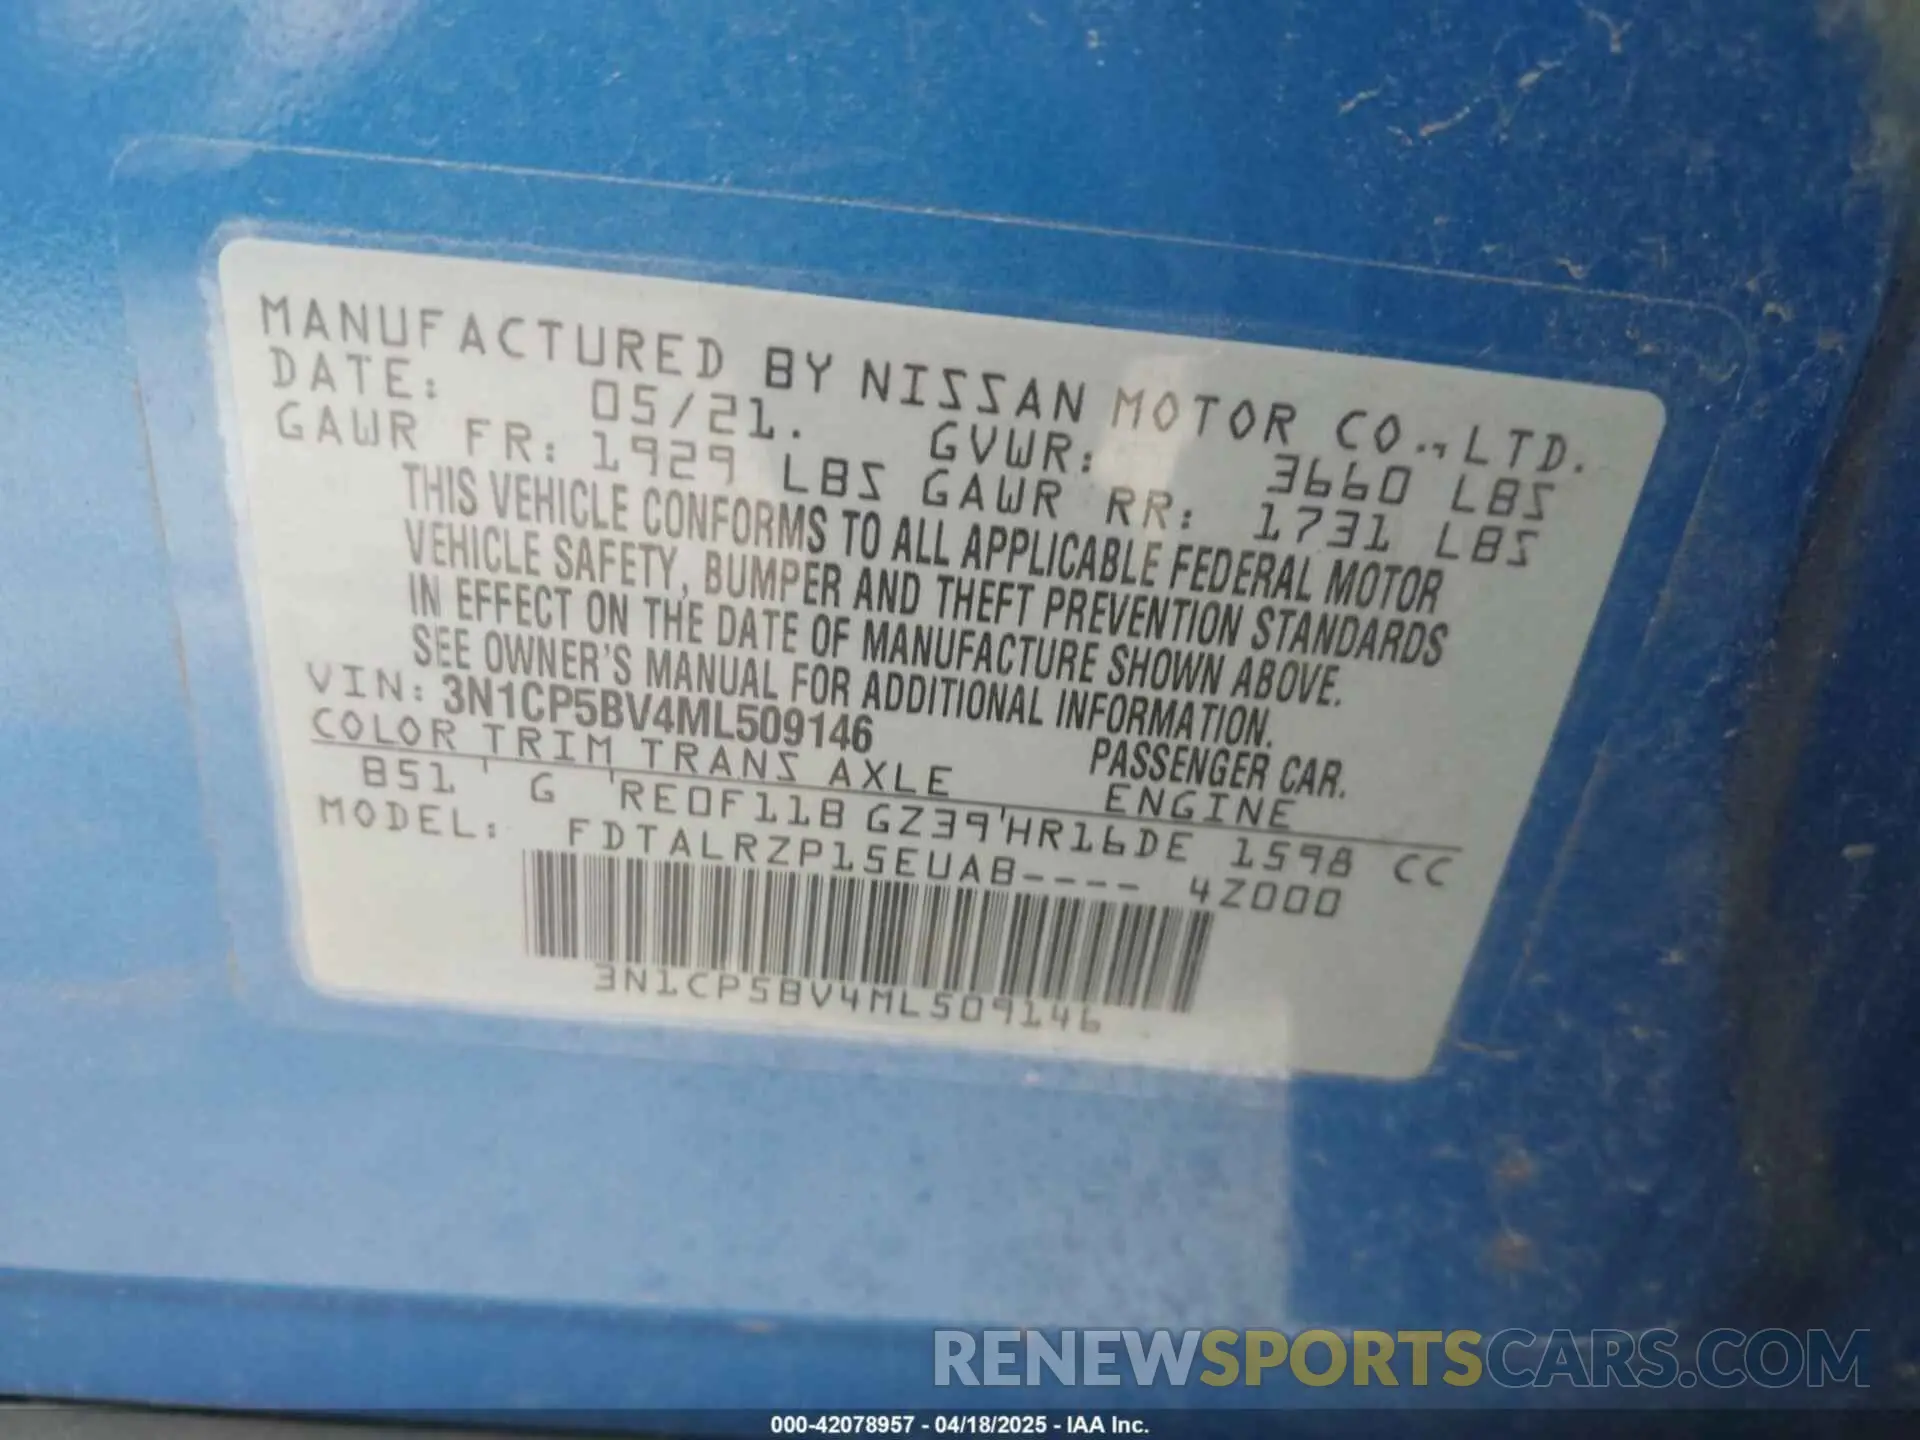 MANUFACTURED BY NISSAN MOTOR CO.,LTD.
DATE: 05/21. GVWR: 3660 LBS
GAWR FR: 1929 LBS GAWR RR: 1731 LBS
THIS VEHICLE CONFORMS TO ALL APPLICABLE FEDERAL MOTOR
VEHICLE SAFETY, BUMPER AND THEFT PREVENTION STANDARDS
IN EFFECT ON THE DATE OF MANUFACTURE SHOWN ABOVE.
SEE OWNER'S MANUAL FOR ADDITIONAL INFORMATION.
VIN: 3N1CP5BV4ML509146 PASSENGER CAR.
COLOR TRIM TRANS AXLE ENGINE
B51 G RE0F11B GZ39 HR16DE 1598 CC
MODEL: FDTALRZP15EUAB---- 4Z000
3N1CP5BV4ML509146
RENEWSPORTSCARS.COM
000-42078957 - 04/18/2025 - IAA Inc.